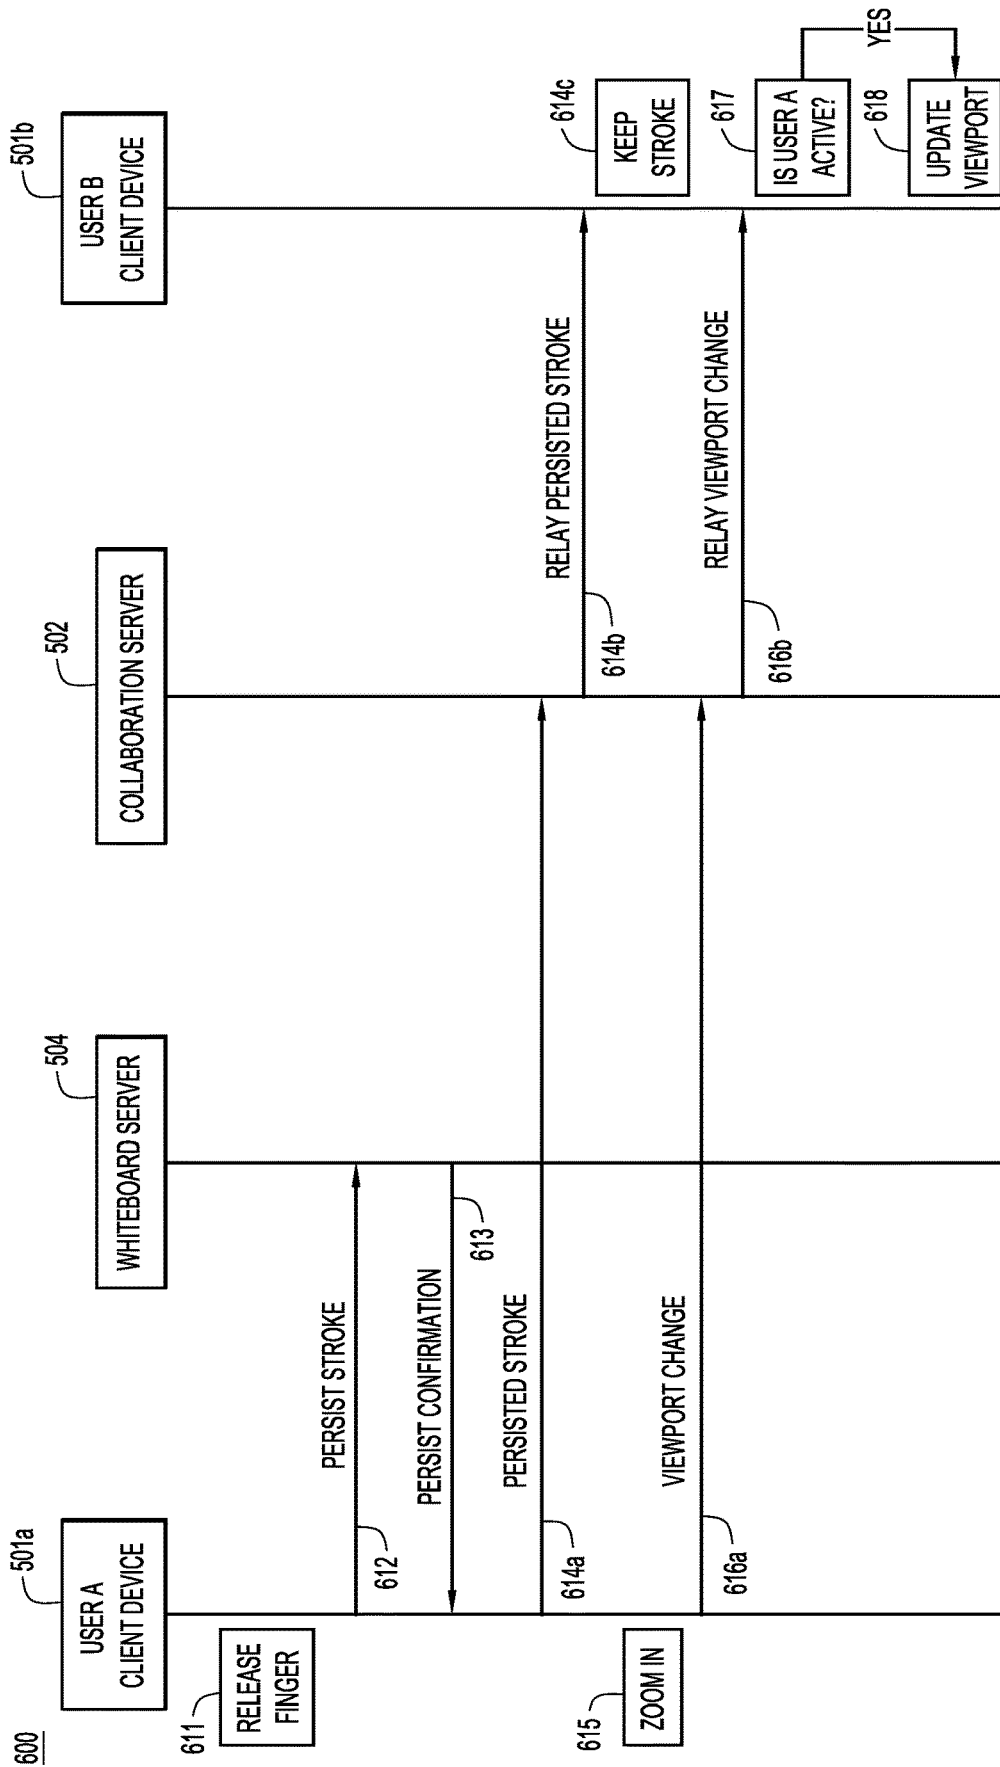 600
501a
USER A
CLIENT DEVICE
504
WHITEBOARD SERVER
502
COLLABORATION SERVER
501b
USER B
CLIENT DEVICE
611
RELEASE
FINGER
PERSIST STROKE
612
PERSIST CONFIRMATION
613
PERSISTED STROKE
614a
RELAY PERSISTED STROKE
614b
614c
KEEP
STROKE
615
ZOOM IN
VIEWPORT CHANGE
616a
RELAY VIEWPORT CHANGE
616b
617
IS USER A
ACTIVE?
YES
618
UPDATE
VIEWPORT